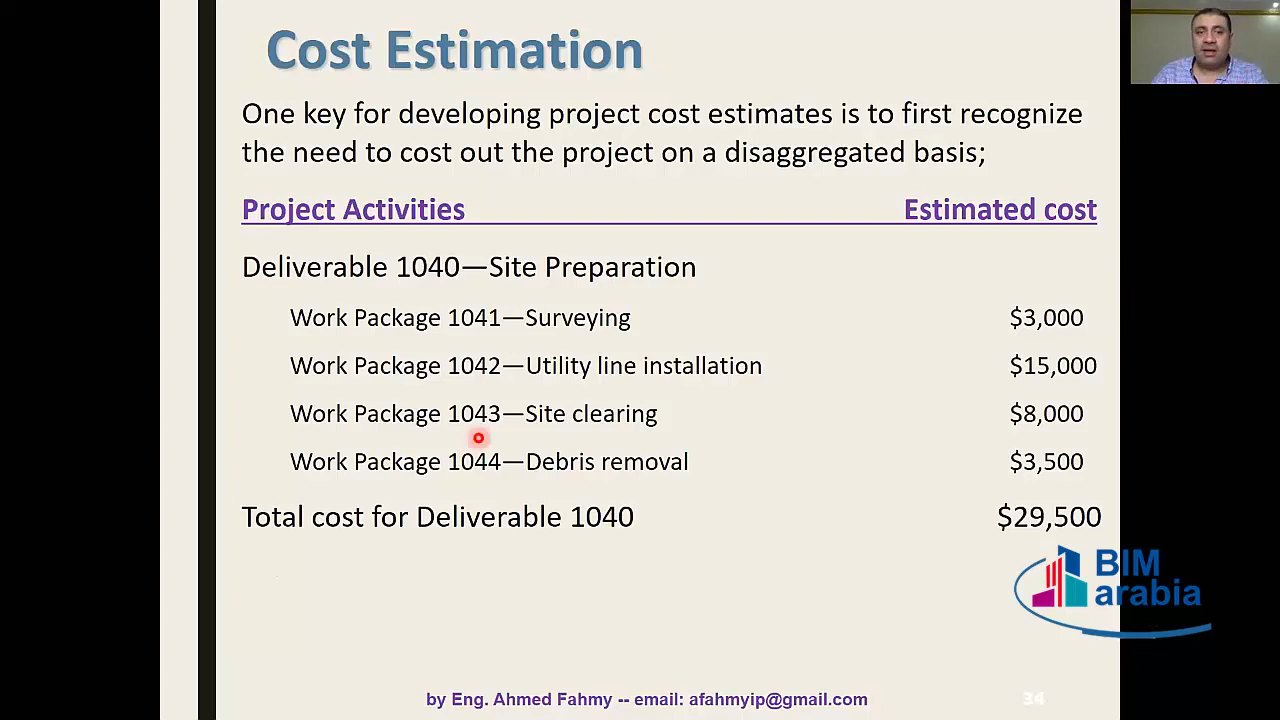 Cost Estimation
One key for developing project cost estimates is to first recognize
the need to cost out the project on a disaggregated basis;
Project Activities Estimated cost
Deliverable 1040—Site Preparation
Work Package 1041—Surveying $3,000
Work Package 1042—Utility line installation $15,000
Work Package 1043—Site clearing $8,000
Work Package 1044—Debris removal $3,500
Total cost for Deliverable 1040 $29,500
BIM
arabia
by Eng. Ahmed Fahmy -- email: afahmyip@gmail.com 34